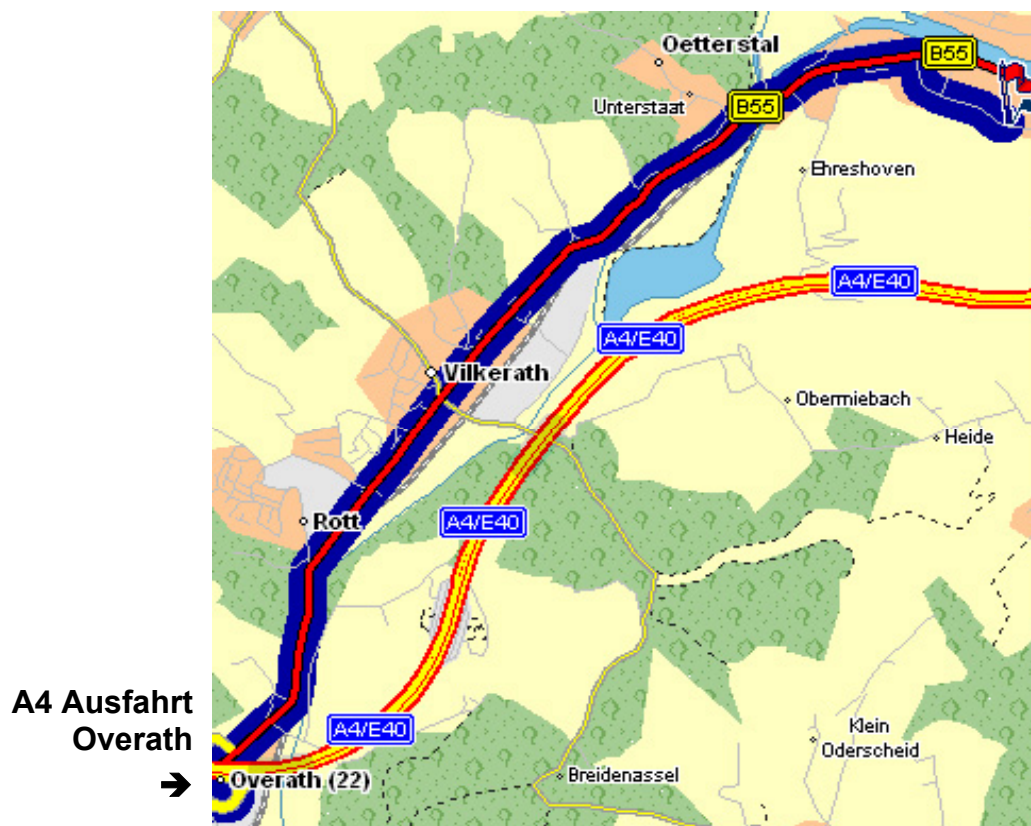 Oetterstal
B55
Unterstaat
B55
Ehreshoven
A4/E40
A4/E40
Vilkerath
Obermiebach
Heide
Rott
A4/E40
A4 Ausfahrt
Overath
➔
A4/E40
Klein
Oderscheid
Overath (22)
Breidenassel